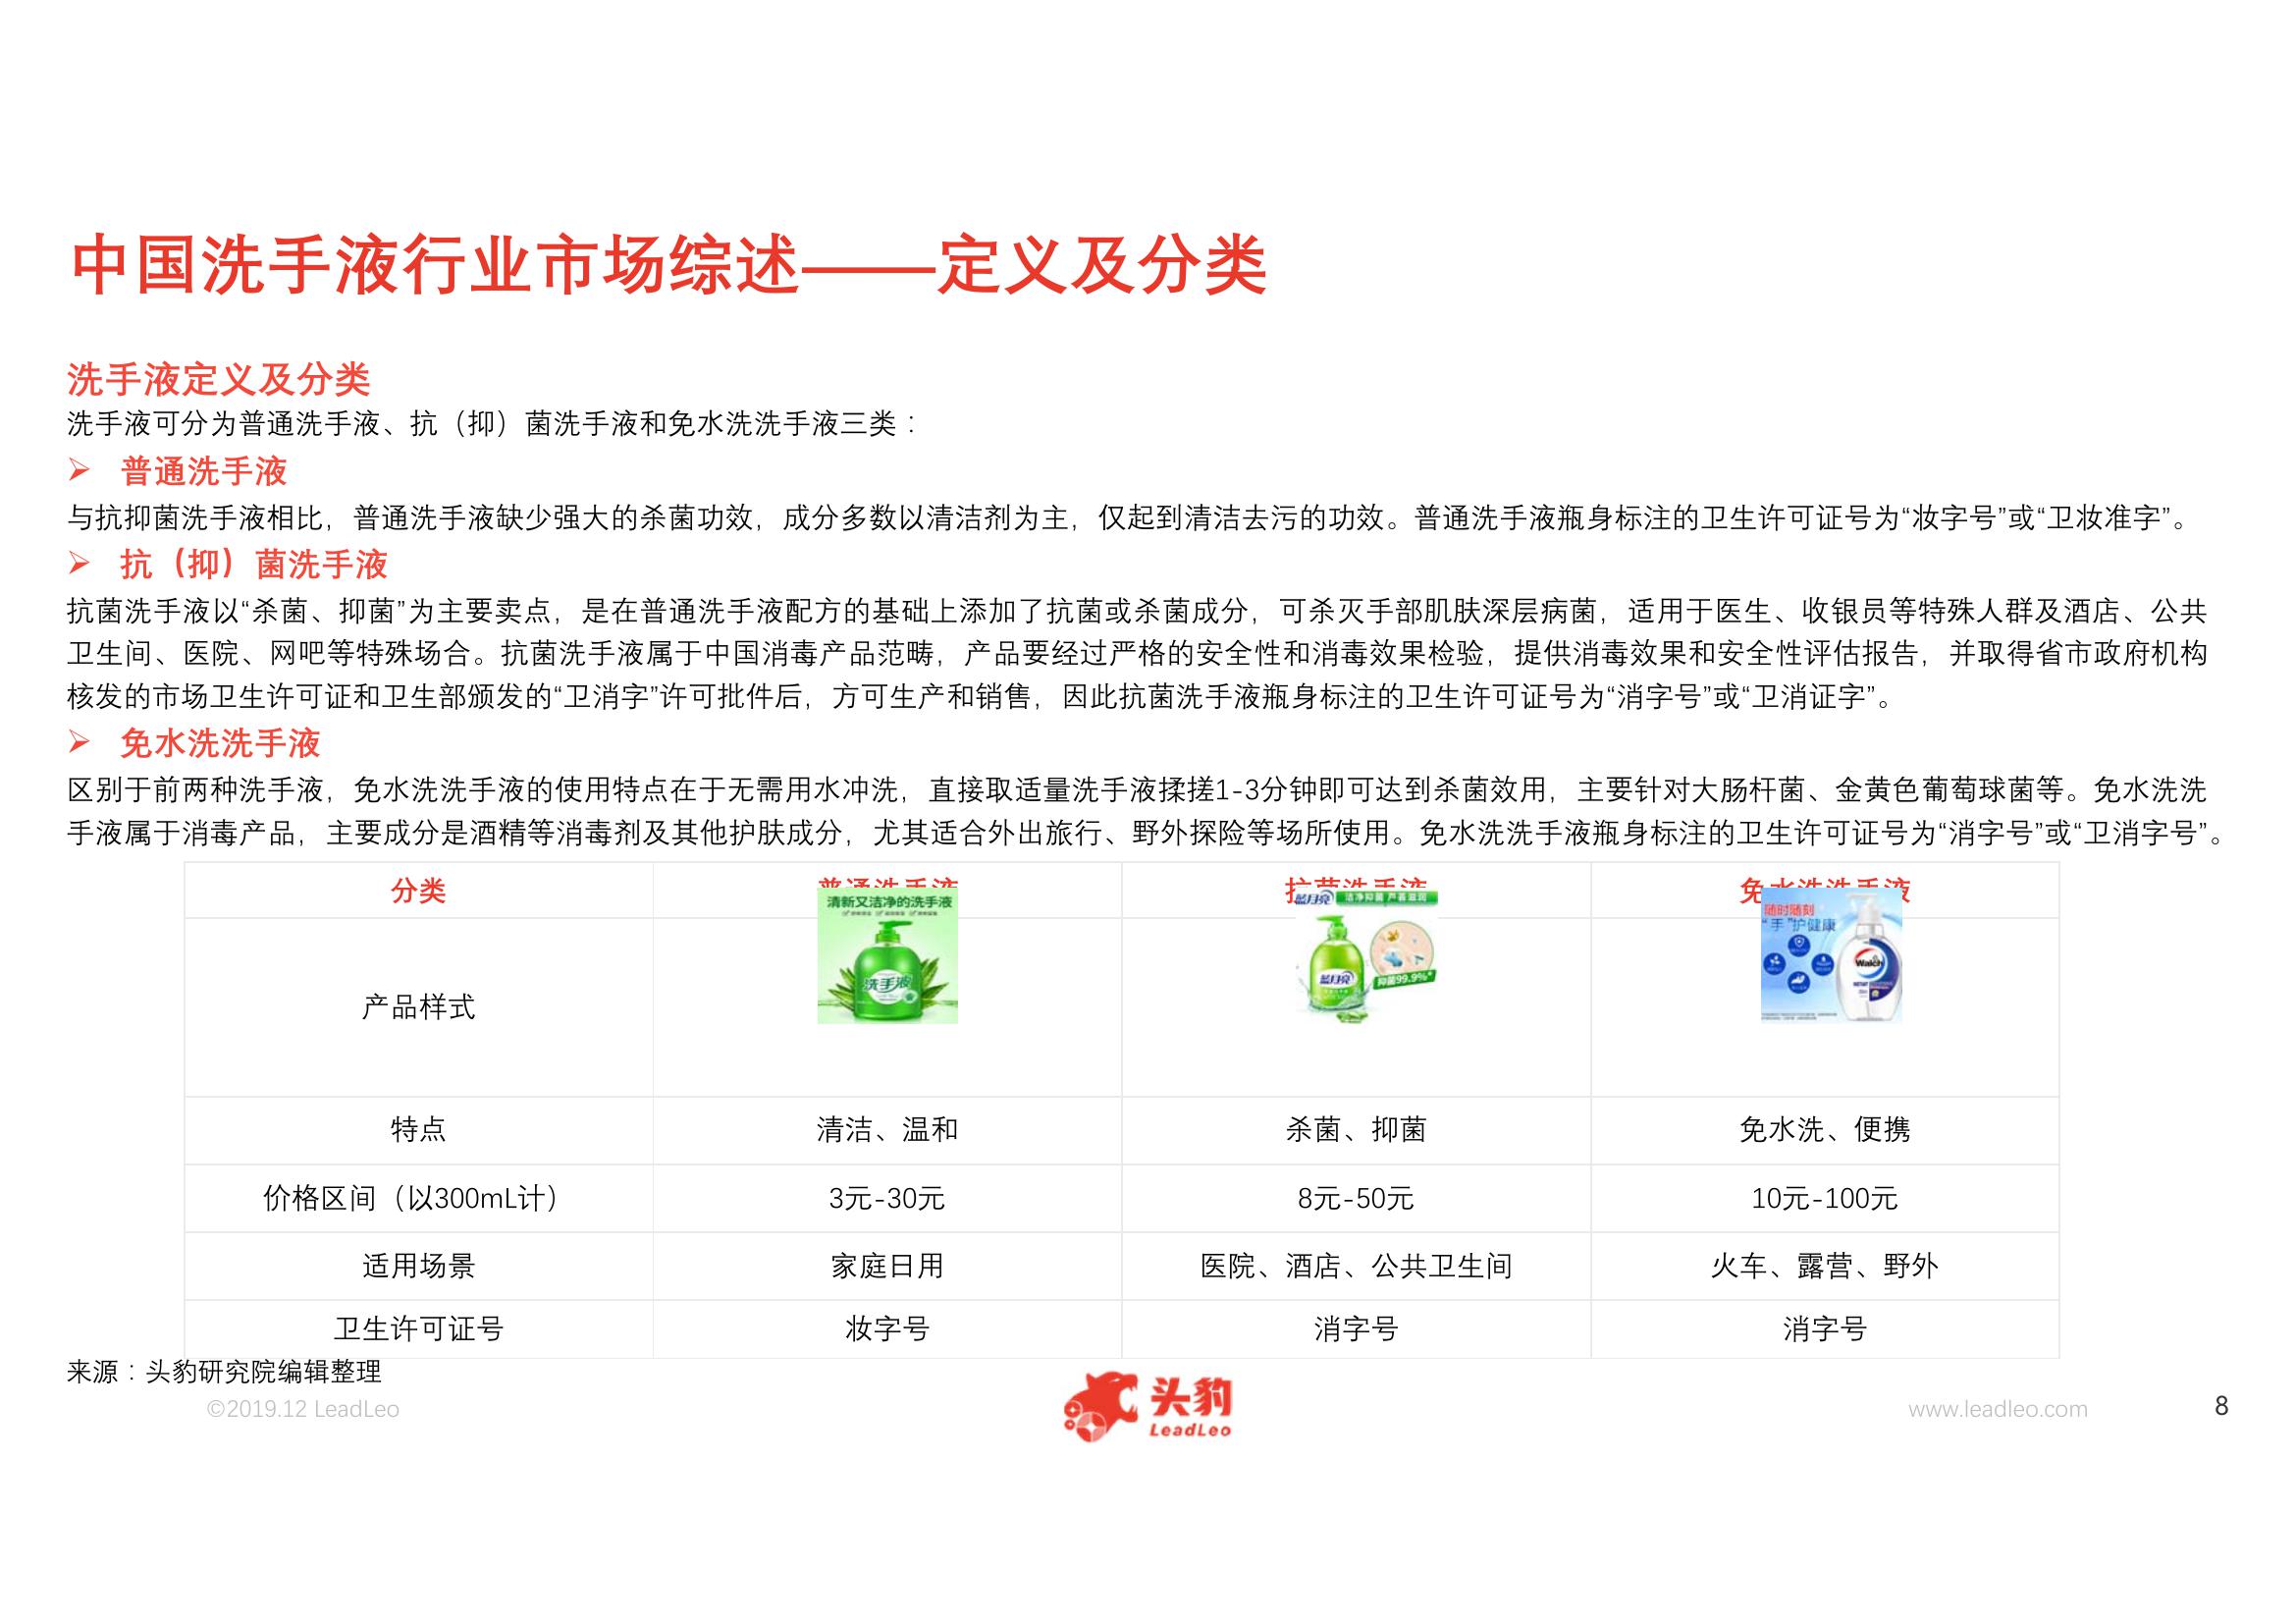 中国洗手液行业市场综述——定义及分类
洗手液定义及分类
洗手液可分为普通洗手液、抗（抑）菌洗手液和免水洗洗手液三类：
➢ 普通洗手液
与抗抑菌洗手液相比，普通洗手液缺少强大的杀菌功效，成分多数以清洁剂为主，仅起到清洁去污的功效。普通洗手液瓶身标注的卫生许可证号为“妆字号”或“卫妆准字”。
➢ 抗（抑）菌洗手液
抗菌洗手液以“杀菌、抑菌”为主要卖点，是在普通洗手液配方的基础上添加了抗菌或杀菌成分，可杀灭手部肌肤深层病菌，适用于医生、收银员等特殊人群及酒店、公共
卫生间、医院、网吧等特殊场合。抗菌洗手液属于中国消毒产品范畴，产品要经过严格的安全性和消毒效果检验，提供消毒效果和安全性评估报告，并取得省市政府机构
核发的市场卫生许可证和卫生部颁发的“卫消字”许可批件后，方可生产和销售，因此抗菌洗手液瓶身标注的卫生许可证号为“消字号”或“卫消证字”。
➢ 免水洗洗手液
区别于前两种洗手液，免水洗洗手液的使用特点在于无需用水冲洗，直接取适量洗手液揉搓1-3分钟即可达到杀菌效用，主要针对大肠杆菌、金黄色葡萄球菌等。免水洗洗
手液属于消毒产品，主要成分是酒精等消毒剂及其他护肤成分，尤其适合外出旅行、野外探险等场所使用。免水洗洗手液瓶身标注的卫生许可证号为“消字号”或“卫消字号”。
分类 普通洗手液 抗菌洗手液 免水洗洗手液
清新又洁净的洗手液
洗手液
蓝月亮 洁净抑菌
蓝月亮
抑菌99.9%
随时随刻
“手”护健康
Walch
产品样式
特点 清洁、温和 杀菌、抑菌 免水洗、便携
价格区间（以300mL计） 3元-30元 8元-50元 10元-100元
适用场景 家庭日用 医院、酒店、公共卫生间 火车、露营、野外
卫生许可证号 妆字号 消字号 消字号
来源：头豹研究院编辑整理
©2019.12 LeadLeo
头豹
LeadLeo
www.leadleo.com
8